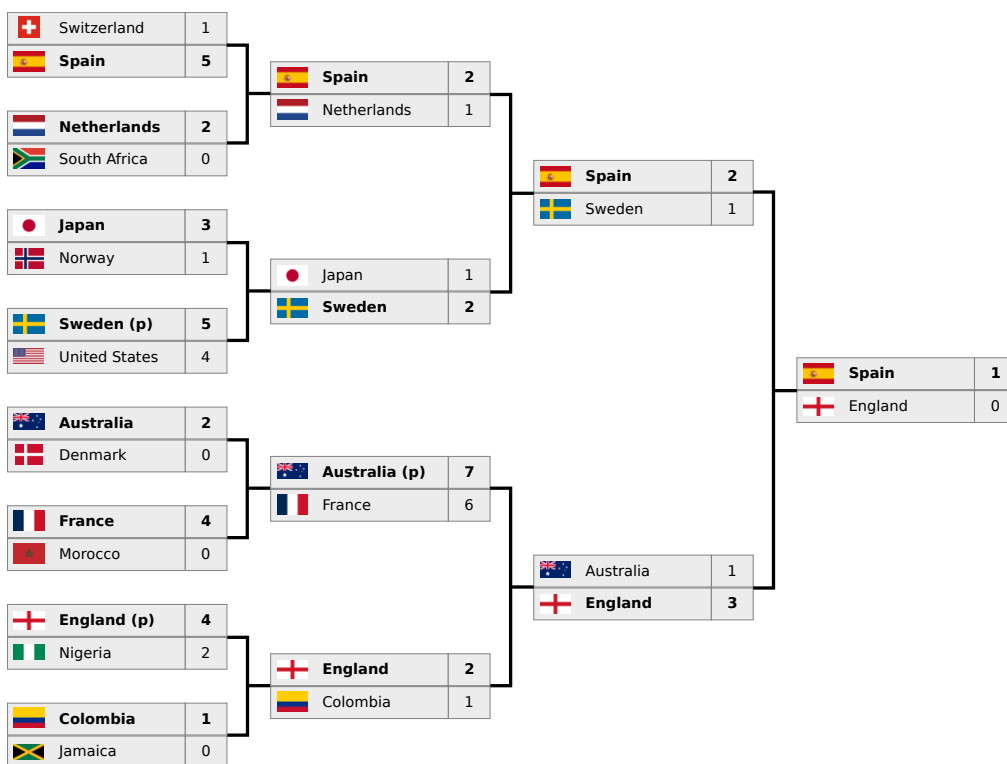 Switzerland 1
Spain 5
Netherlands 2
South Africa 0
Japan 3
Norway 1
Sweden (p) 5
United States 4
Australia 2
Denmark 0
France 4
Morocco 0
England (p) 4
Nigeria 2
Colombia 1
Jamaica 0
Spain 2
Netherlands 1
Japan 1
Sweden 2
Australia (p) 7
France 6
England 2
Colombia 1
Spain 2
Sweden 1
Australia 1
England 3
Spain 1
England 0